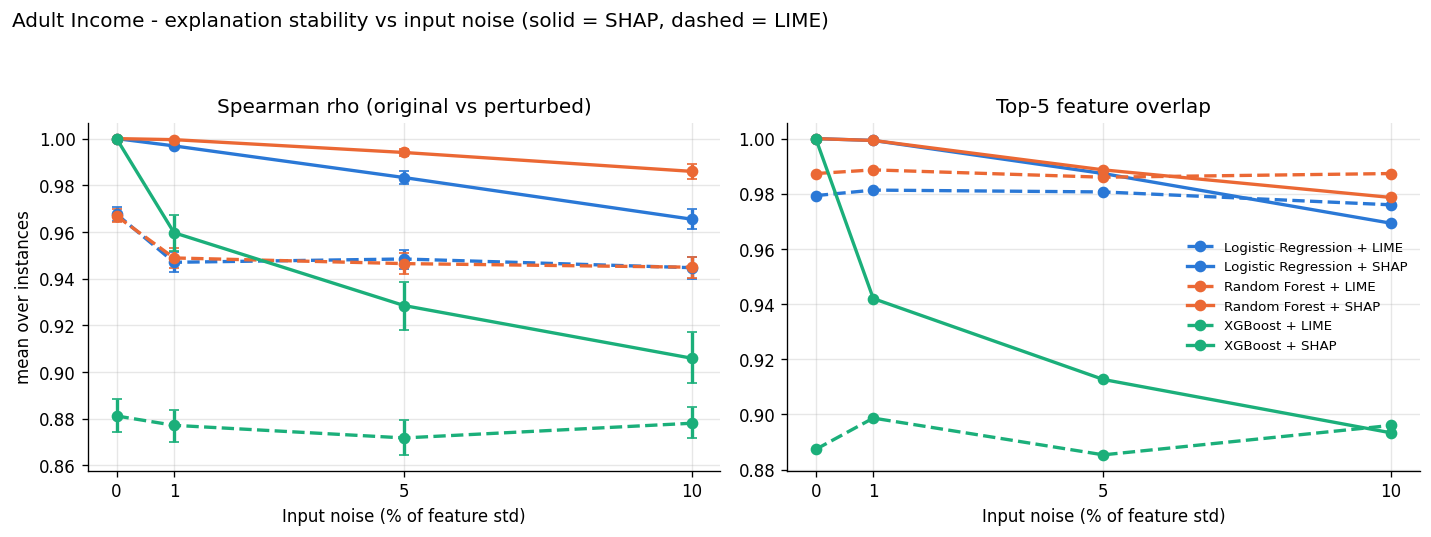 Adult Income - explanation stability vs input noise (solid = SHAP, dashed = LIME)
Spearman rho (original vs perturbed)
mean over instances
1.00
0.98
0.96
0.94
0.92
0.90
0.88
0.86
0
1
5
10
Input noise (% of feature std)
Top-5 feature overlap
1.00
0.98
0.96
0.94
0.92
0.90
0.88
Logistic Regression + LIME
Logistic Regression + SHAP
Random Forest + LIME
Random Forest + SHAP
XGBoost + LIME
XGBoost + SHAP
0
1
5
10
Input noise (% of feature std)